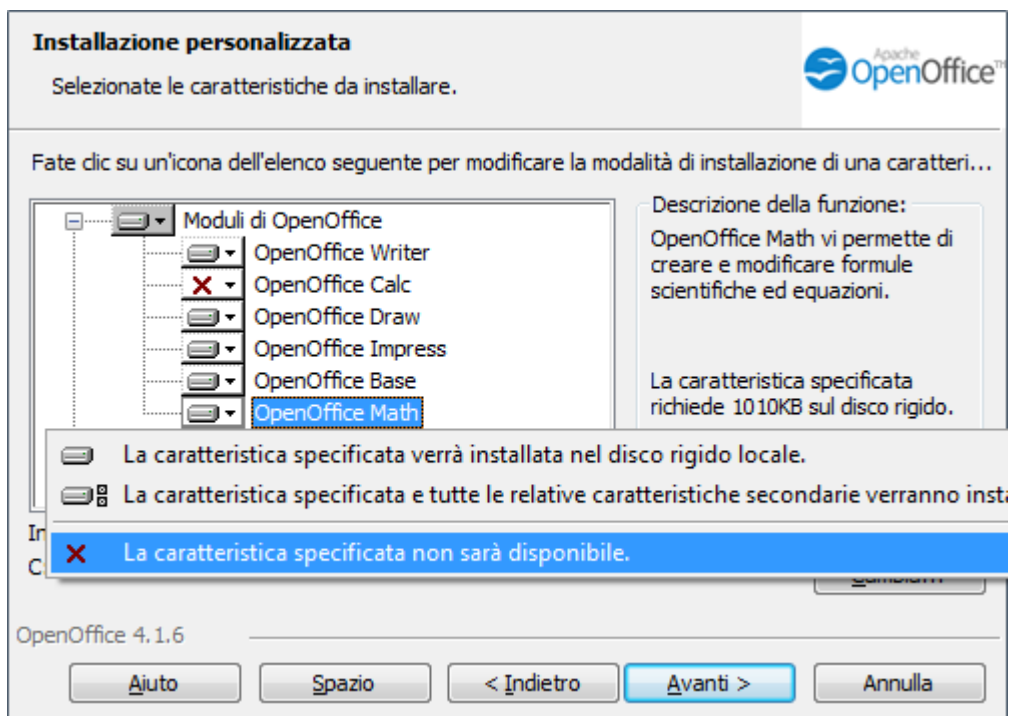 Installazione personalizzata
Selezionate le caratteristiche da installare.
Apache
OpenOffice™
Fate clic su un'icona dell'elenco seguente per modificare la modalità di installazione di una caratteri...
Moduli di OpenOffice
OpenOffice Writer
OpenOffice Calc
OpenOffice Draw
OpenOffice Impress
OpenOffice Base
OpenOffice Math
Descrizione della funzione:
OpenOffice Math vi permette di
creare e modificare formule
scientifiche ed equazioni.
La caratteristica specificata
richiede 1010KB sul disco rigido.
La caratteristica specificata verrà installata nel disco rigido locale.
La caratteristica specificata e tutte le relative caratteristiche secondarie verranno inst
La caratteristica specificata non sarà disponibile.
OpenOffice 4.1.6
Aiuto
Spazio
< Indietro
Avanti >
Annulla